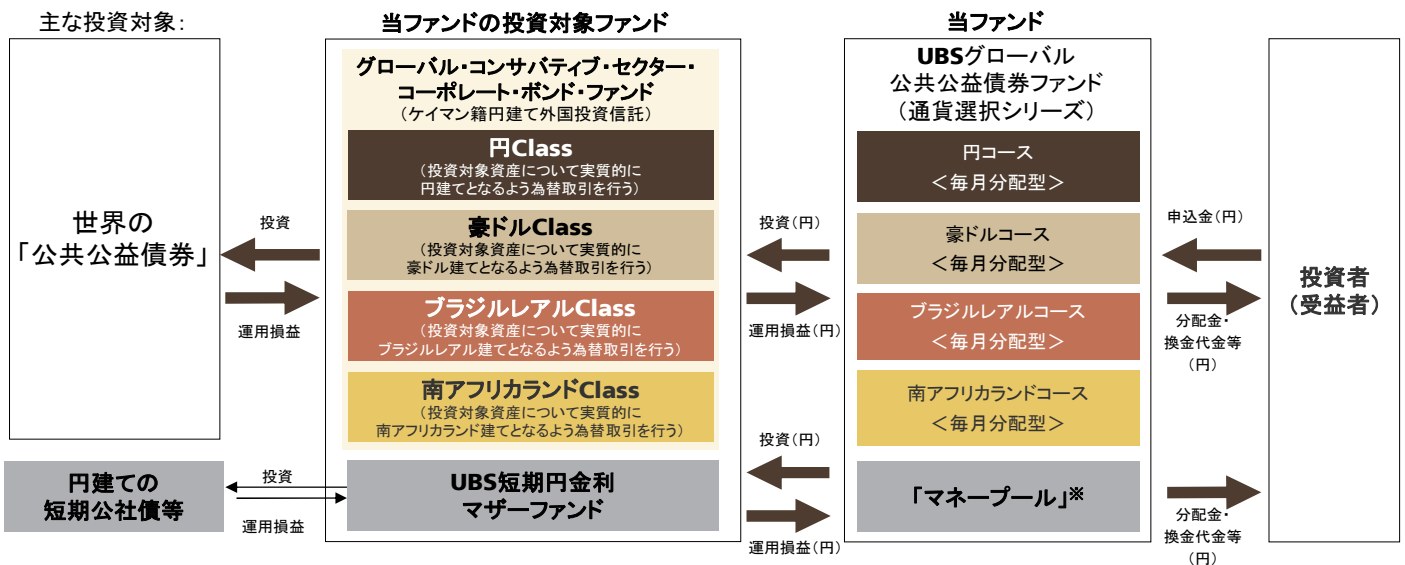 主な投資対象:
世界の
「公共公益債券」
円建ての
短期公社債等
投資
運用損益
投資
運用損益
当ファンドの投資対象ファンド
グローバル・コンサバティブ・セクター・
コーポレート・ボンド・ファンド
(ケイマン籍円建て外国投資信託)
円Class
(投資対象資産について実質的に
円建てとなるよう為替取引を行う)
豪ドルClass
(投資対象資産について実質的に
豪ドル建てとなるよう為替取引を行う)
ブラジルレアルClass
(投資対象資産について実質的に
ブラジルレアル建てとなるよう為替取引を行う)
南アフリカランドClass
(投資対象資産について実質的に
南アフリカランド建てとなるよう為替取引を行う)
UBS短期円金利
マザーファンド
投資(円)
運用損益(円)
投資(円)
運用損益(円)
当ファンド
UBSグローバル
公共公益債券ファンド
(通貨選択シリーズ)
円コース
<毎月分配型>
豪ドルコース
<毎月分配型>
ブラジルレアルコース
<毎月分配型>
南アフリカランドコース
<毎月分配型>
「マネープール」※
申込金(円)
分配金・
換金代金等
(円)
分配金・
換金代金等
(円)
投資者
(受益者)